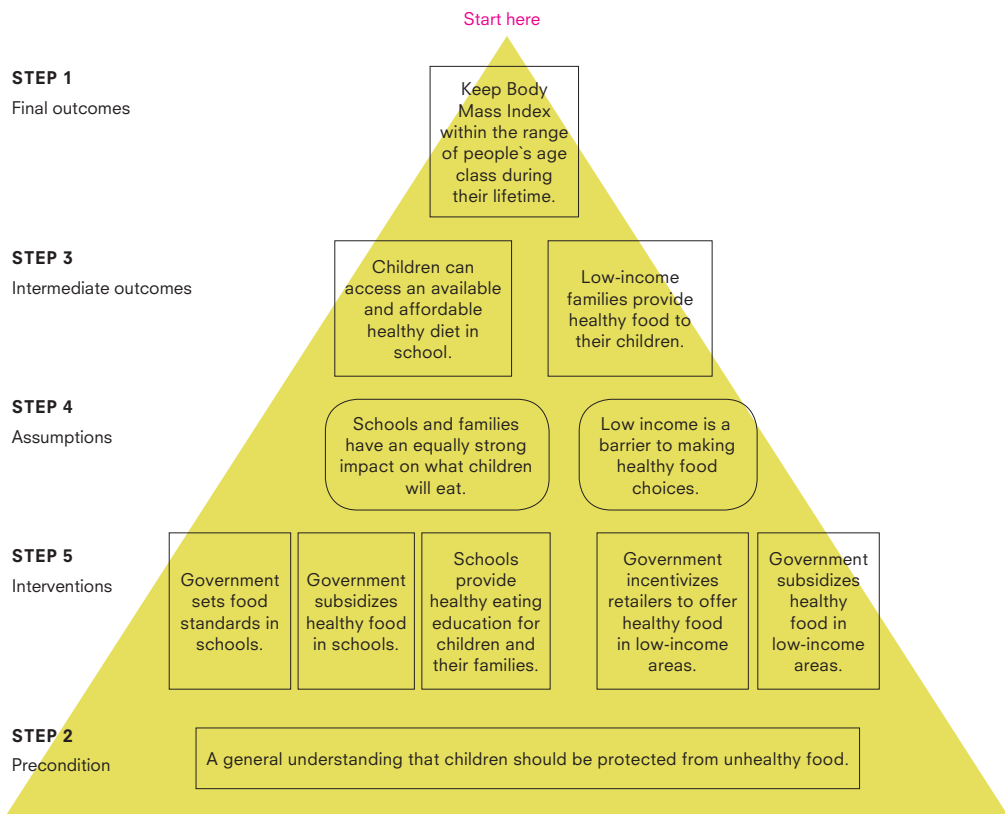 Start here
STEP 1
Final outcomes
Keep Body
Mass Index
within the range
of people`s age
class during
their lifetime.
STEP 3
Intermediate outcomes
Children can
access an available
and affordable
healthy diet in
school.
Low-income
families provide
healthy food to
their children.
STEP 4
Assumptions
Schools and families
have an equally strong
impact on what children
will eat.
Low income is a
barrier to making
healthy food
choices.
STEP 5
Interventions
Government
sets food
standards in
schools.
Government
subsidizes
healthy food
in schools.
Schools
provide
healthy eating
education for
children and
their families.
Government
incentivizes
retailers to offer
healthy food
in low-income
areas.
Government
subsidizes
healthy
food in
low-income
areas.
STEP 2
Precondition
A general understanding that children should be protected from unhealthy food.